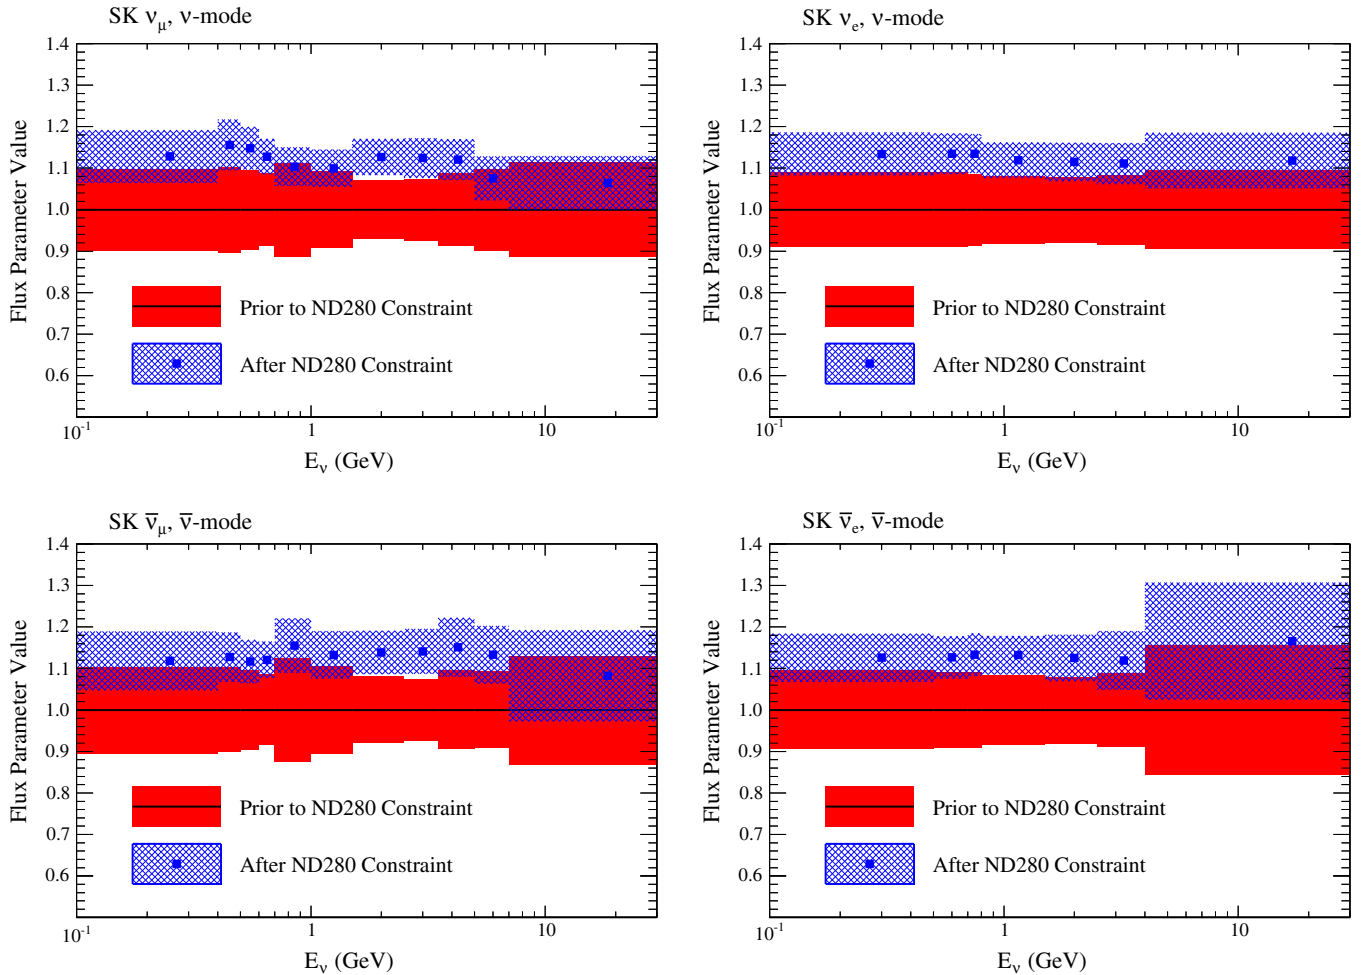 SK ν_μ, ν-mode
1.4
1.3
1.2
1.1
1.0
0.9
0.8
0.7
0.6
Flux Parameter Value
Prior to ND280 Constraint
After ND280 Constraint
10⁻¹
1
10
E_ν (GeV)
SK ν_e, ν-mode
1.4
1.3
1.2
1.1
1.0
0.9
0.8
0.7
0.6
Flux Parameter Value
Prior to ND280 Constraint
After ND280 Constraint
10⁻¹
1
10
E_ν (GeV)
SK ν̅_μ, ν̅-mode
1.4
1.3
1.2
1.1
1.0
0.9
0.8
0.7
0.6
Flux Parameter Value
Prior to ND280 Constraint
After ND280 Constraint
10⁻¹
1
10
E_ν (GeV)
SK ν̅_e, ν̅-mode
1.4
1.3
1.2
1.1
1.0
0.9
0.8
0.7
0.6
Flux Parameter Value
Prior to ND280 Constraint
After ND280 Constraint
10⁻¹
1
10
E_ν (GeV)